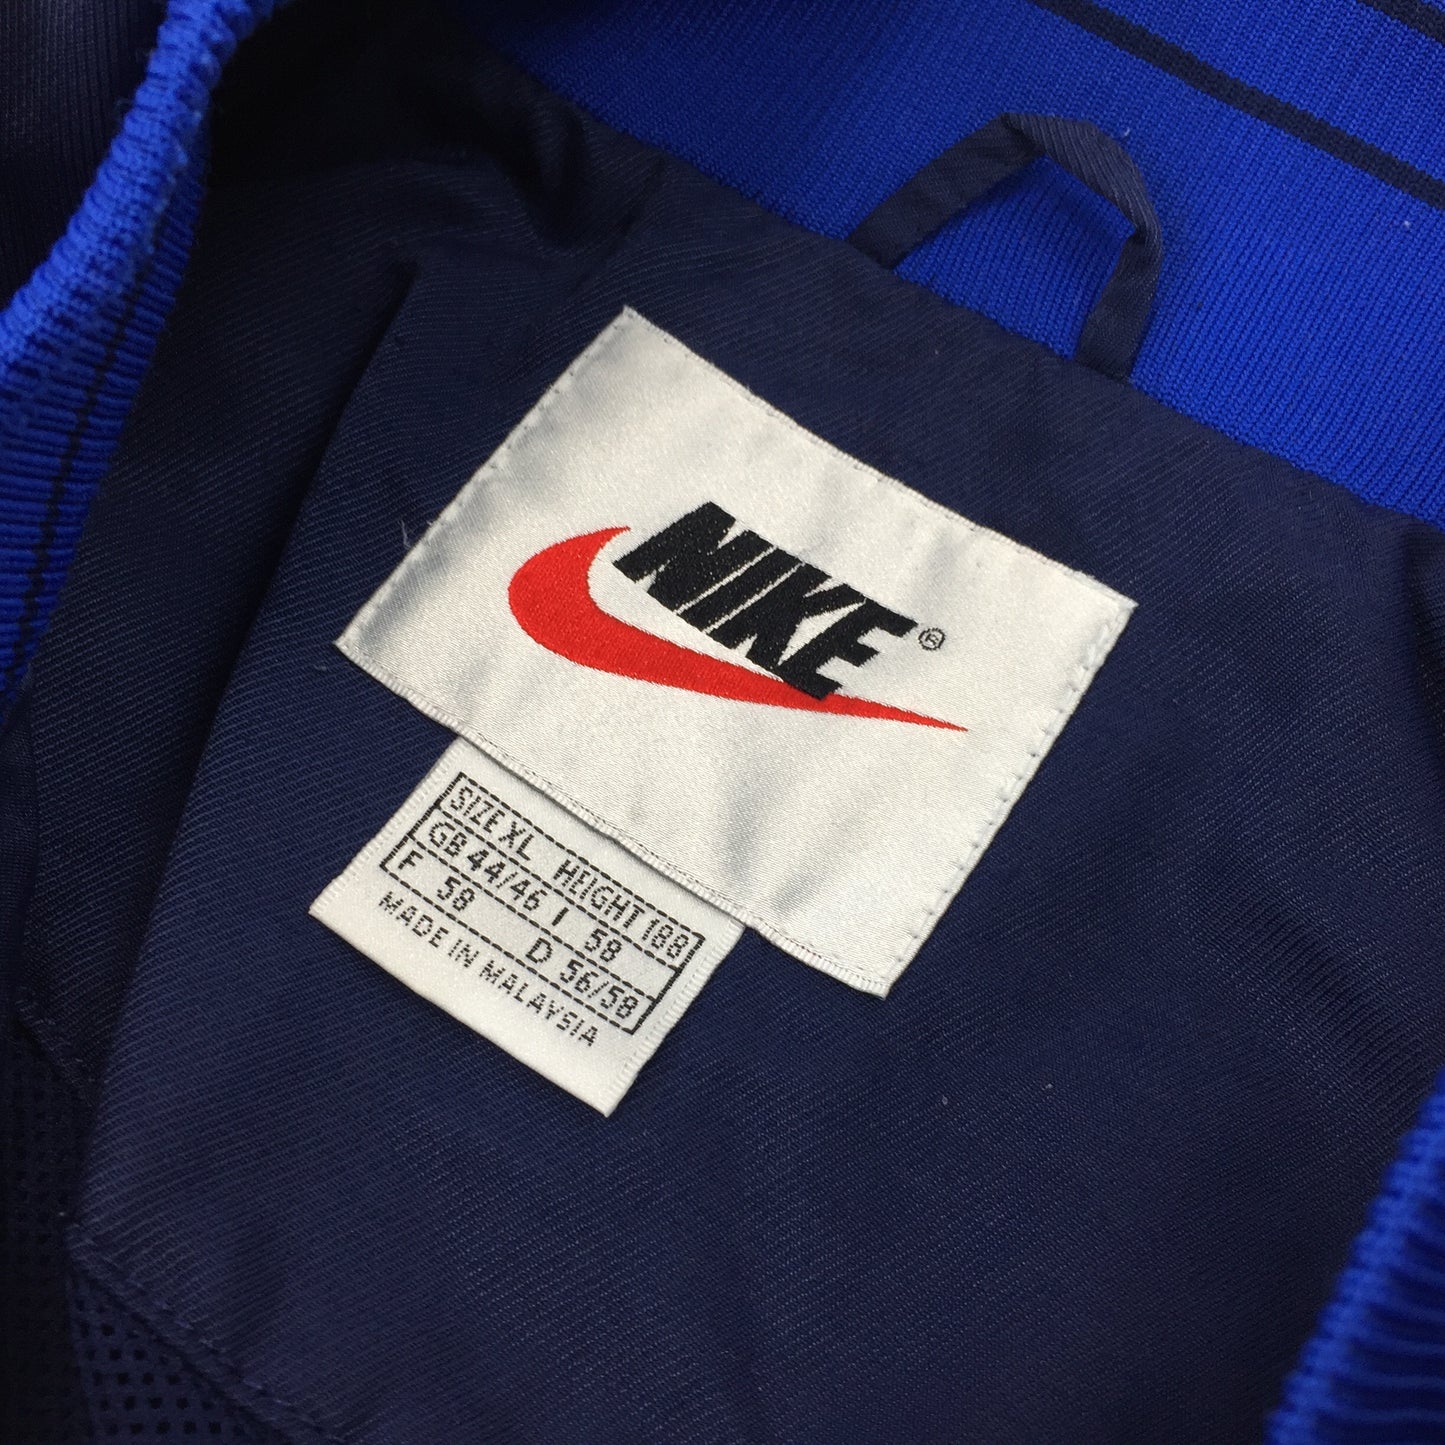 NIKE ®
SIZE XL HEIGHT 188
GB 44/46 I 58
F 58 D 56/58
MADE IN MALAYSIA